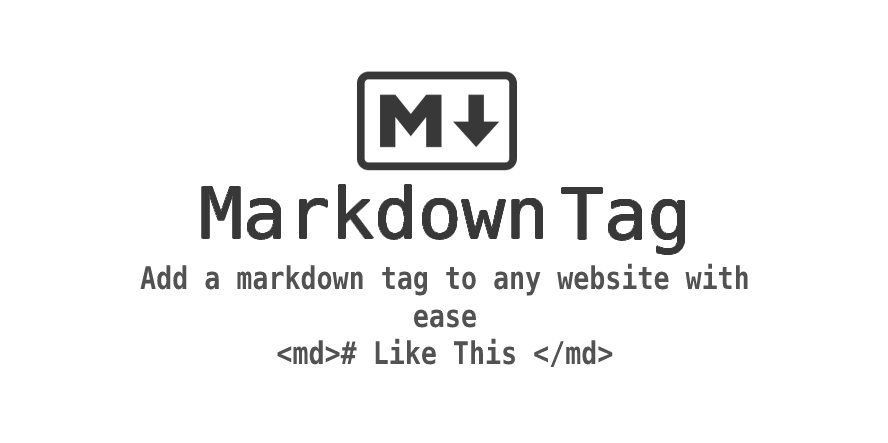 M
Markdown Tag
Add a markdown tag to any website with
ease
<md># Like This </md>